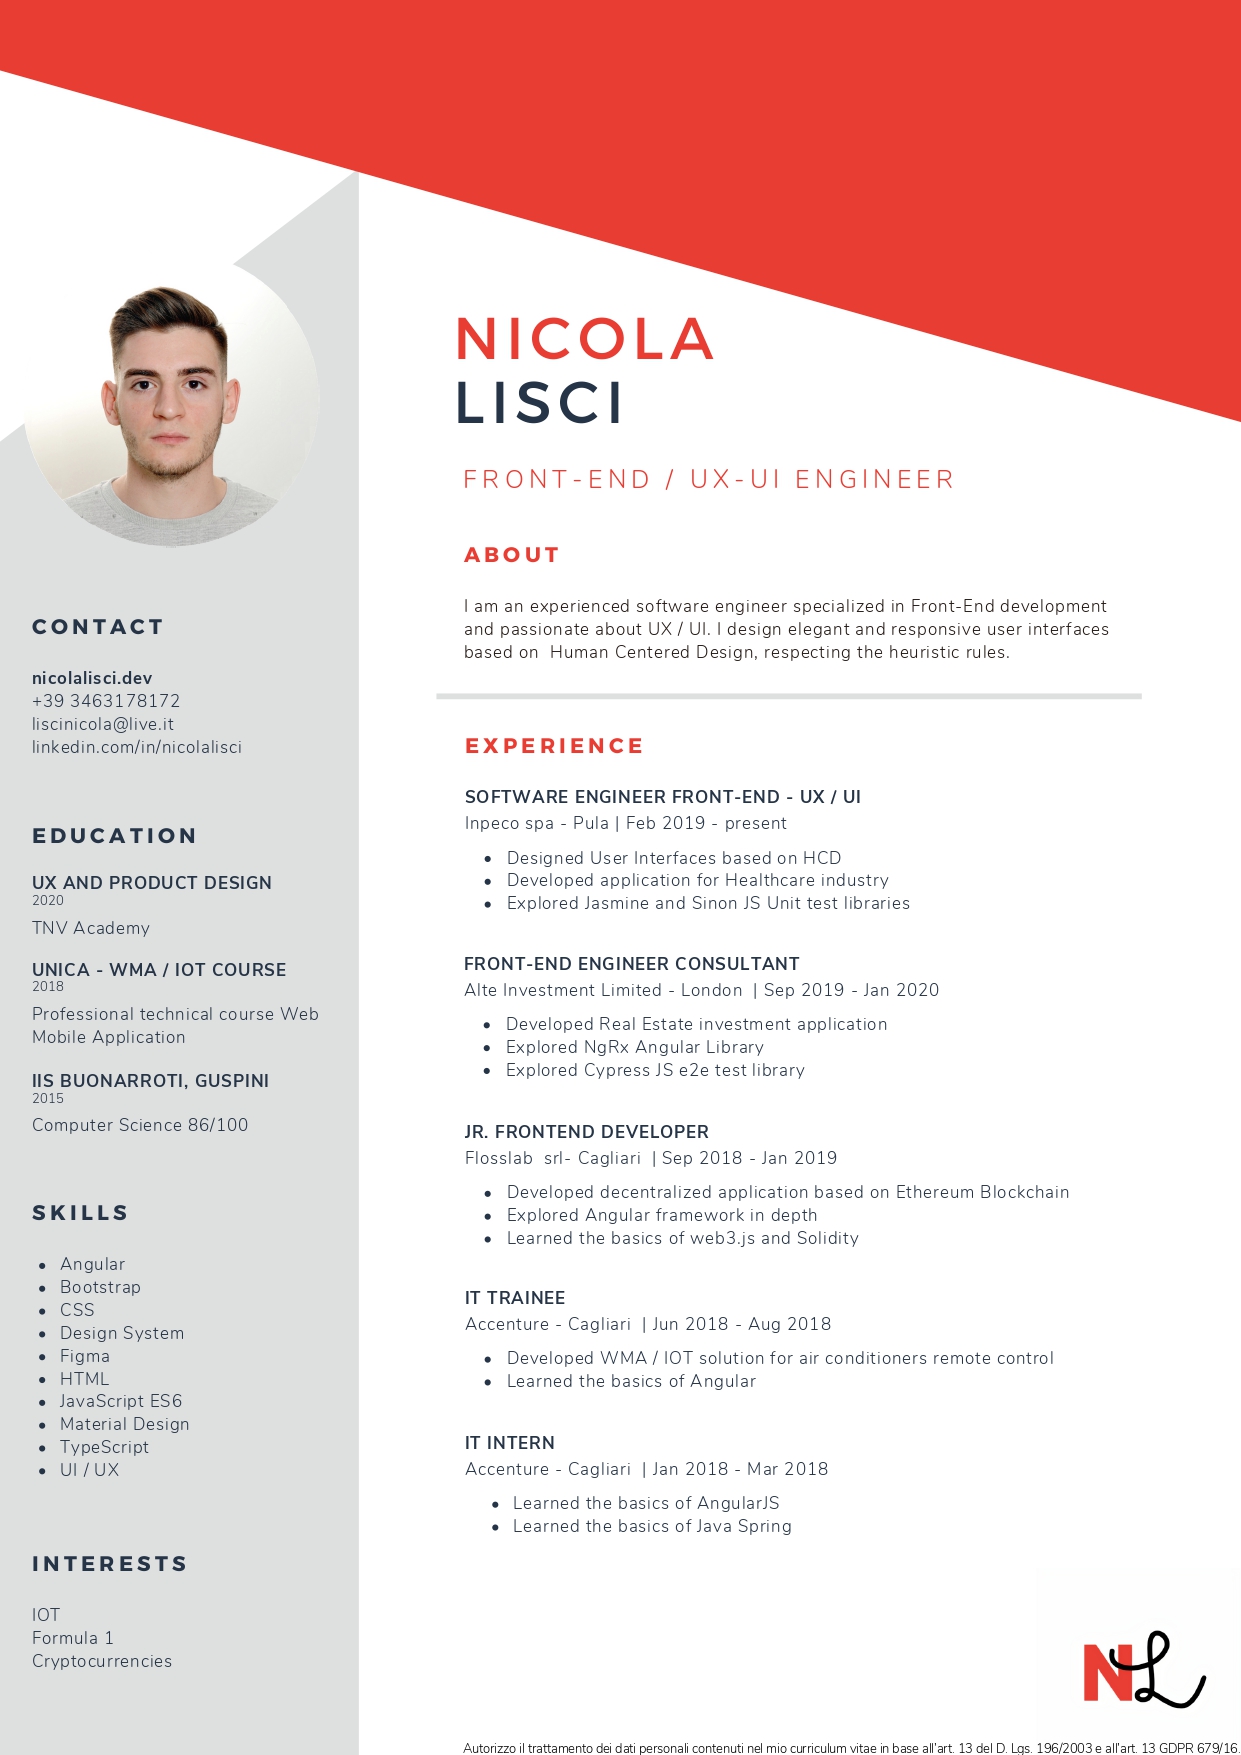 NICOLA
LISCI
FRONT-END / UX-UI ENGINEER
ABOUT
I am an experienced software engineer specialized in Front-End development
and passionate about UX / UI. I design elegant and responsive user interfaces
based on  Human Centered Design, respecting the heuristic rules.
CONTACT
nicolalisci.dev
+39 3463178172
liscinicola@live.it
linkedin.com/in/nicolalisci
EDUCATION
UX AND PRODUCT DESIGN
2020
TNV Academy
UNICA - WMA / IOT COURSE
2018
Professional technical course Web
Mobile Application
IIS BUONARROTI, GUSPINI
2015
Computer Science 86/100
SKILLS
• Angular
• Bootstrap
• CSS
• Design System
• Figma
• HTML
• JavaScript ES6
• Material Design
• TypeScript
• UI / UX
INTERESTS
IOT
Formula 1
Cryptocurrencies
EXPERIENCE
SOFTWARE ENGINEER FRONT-END - UX / UI
Inpeco spa - Pula | Feb 2019 - present
• Designed User Interfaces based on HCD
• Developed application for Healthcare industry
• Explored Jasmine and Sinon JS Unit test libraries
FRONT-END ENGINEER CONSULTANT
Alte Investment Limited - London  | Sep 2019 - Jan 2020
• Developed Real Estate investment application
• Explored NgRx Angular Library
• Explored Cypress JS e2e test library
JR. FRONTEND DEVELOPER
Flosslab  srl- Cagliari  | Sep 2018 - Jan 2019
• Developed decentralized application based on Ethereum Blockchain
• Explored Angular framework in depth
• Learned the basics of web3.js and Solidity
IT TRAINEE
Accenture - Cagliari  | Jun 2018 - Aug 2018
• Developed WMA / IOT solution for air conditioners remote control
• Learned the basics of Angular
IT INTERN
Accenture - Cagliari  | Jan 2018 - Mar 2018
• Learned the basics of AngularJS
• Learned the basics of Java Spring
NL
Autorizzo il trattamento dei dati personali contenuti nel mio curriculum vitae in base all'art. 13 del D. Lgs. 196/2003 e all'art. 13 GDPR 679/16.